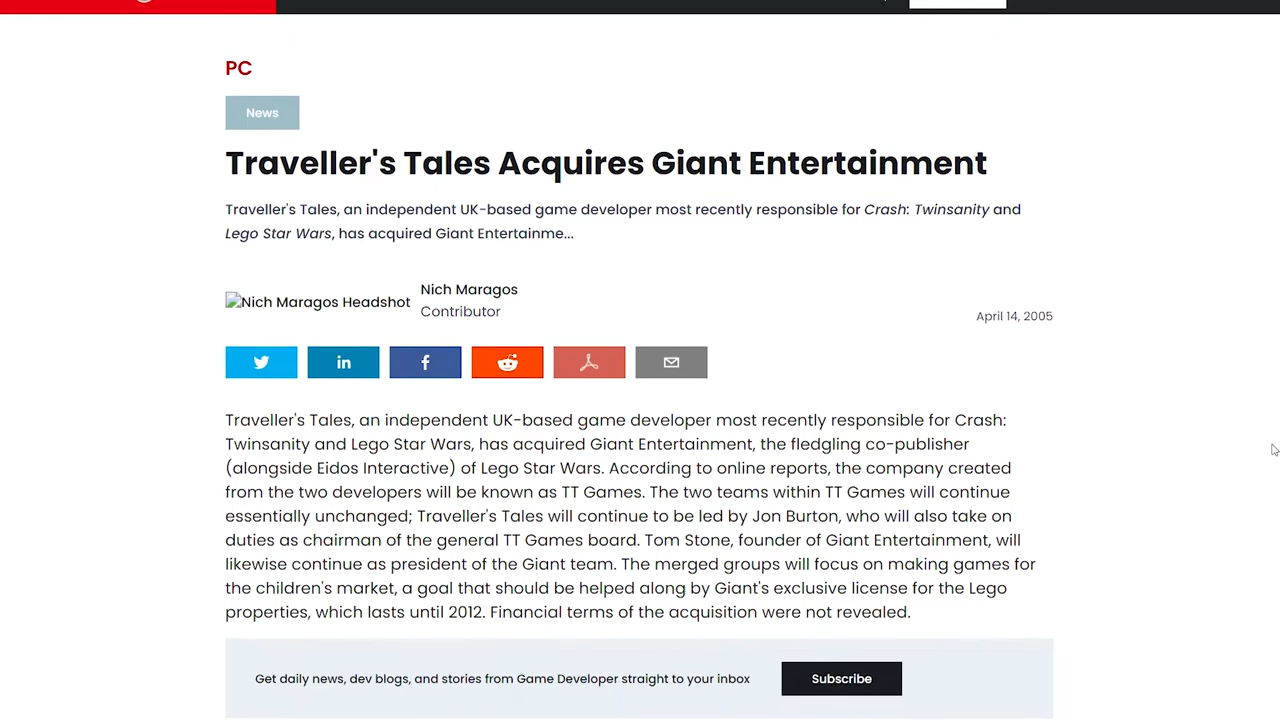 PC
News
Traveller's Tales Acquires Giant Entertainment
Traveller's Tales, an independent UK-based game developer most recently responsible for Crash: Twinsanity and
Lego Star Wars, has acquired Giant Entertainme...
Nich Maragos Headshot
Nich Maragos
Contributor
April 14, 2005
Traveller's Tales, an independent UK-based game developer most recently responsible for Crash:
Twinsanity and Lego Star Wars, has acquired Giant Entertainment, the fledgling co-publisher
(alongside Eidos Interactive) of Lego Star Wars. According to online reports, the company created
from the two developers will be known as TT Games. The two teams within TT Games will continue
essentially unchanged; Traveller's Tales will continue to be led by Jon Burton, who will also take on
duties as chairman of the general TT Games board. Tom Stone, founder of Giant Entertainment, will
likewise continue as president of the Giant team. The merged groups will focus on making games for
the children's market, a goal that should be helped along by Giant's exclusive license for the Lego
properties, which lasts until 2012. Financial terms of the acquisition were not revealed.
Get daily news, dev blogs, and stories from Game Developer straight to your inbox
Subscribe